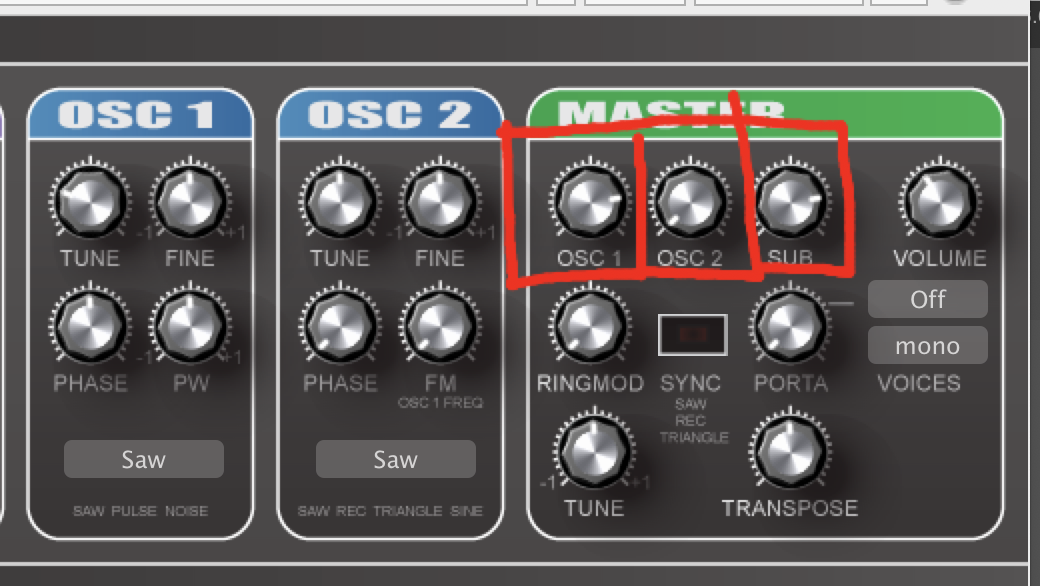 OSC 1
OSC 2
MASTER
TUNE
-1
FINE
+1
TUNE
-1
FINE
+1
OSC 1
OSC 2
SUB
VOLUME
Off
mono
PHASE
-1
PW
+1
PHASE
FM
OSC 1 FREQ
RINGMOD
SYNC
SAW
REC
TRIANGLE
PORTA
VOICES
Saw
Saw
-1
TUNE
+1
TRANSPOSE
SAW PULSE NOISE
SAW REC TRIANGLE SINE